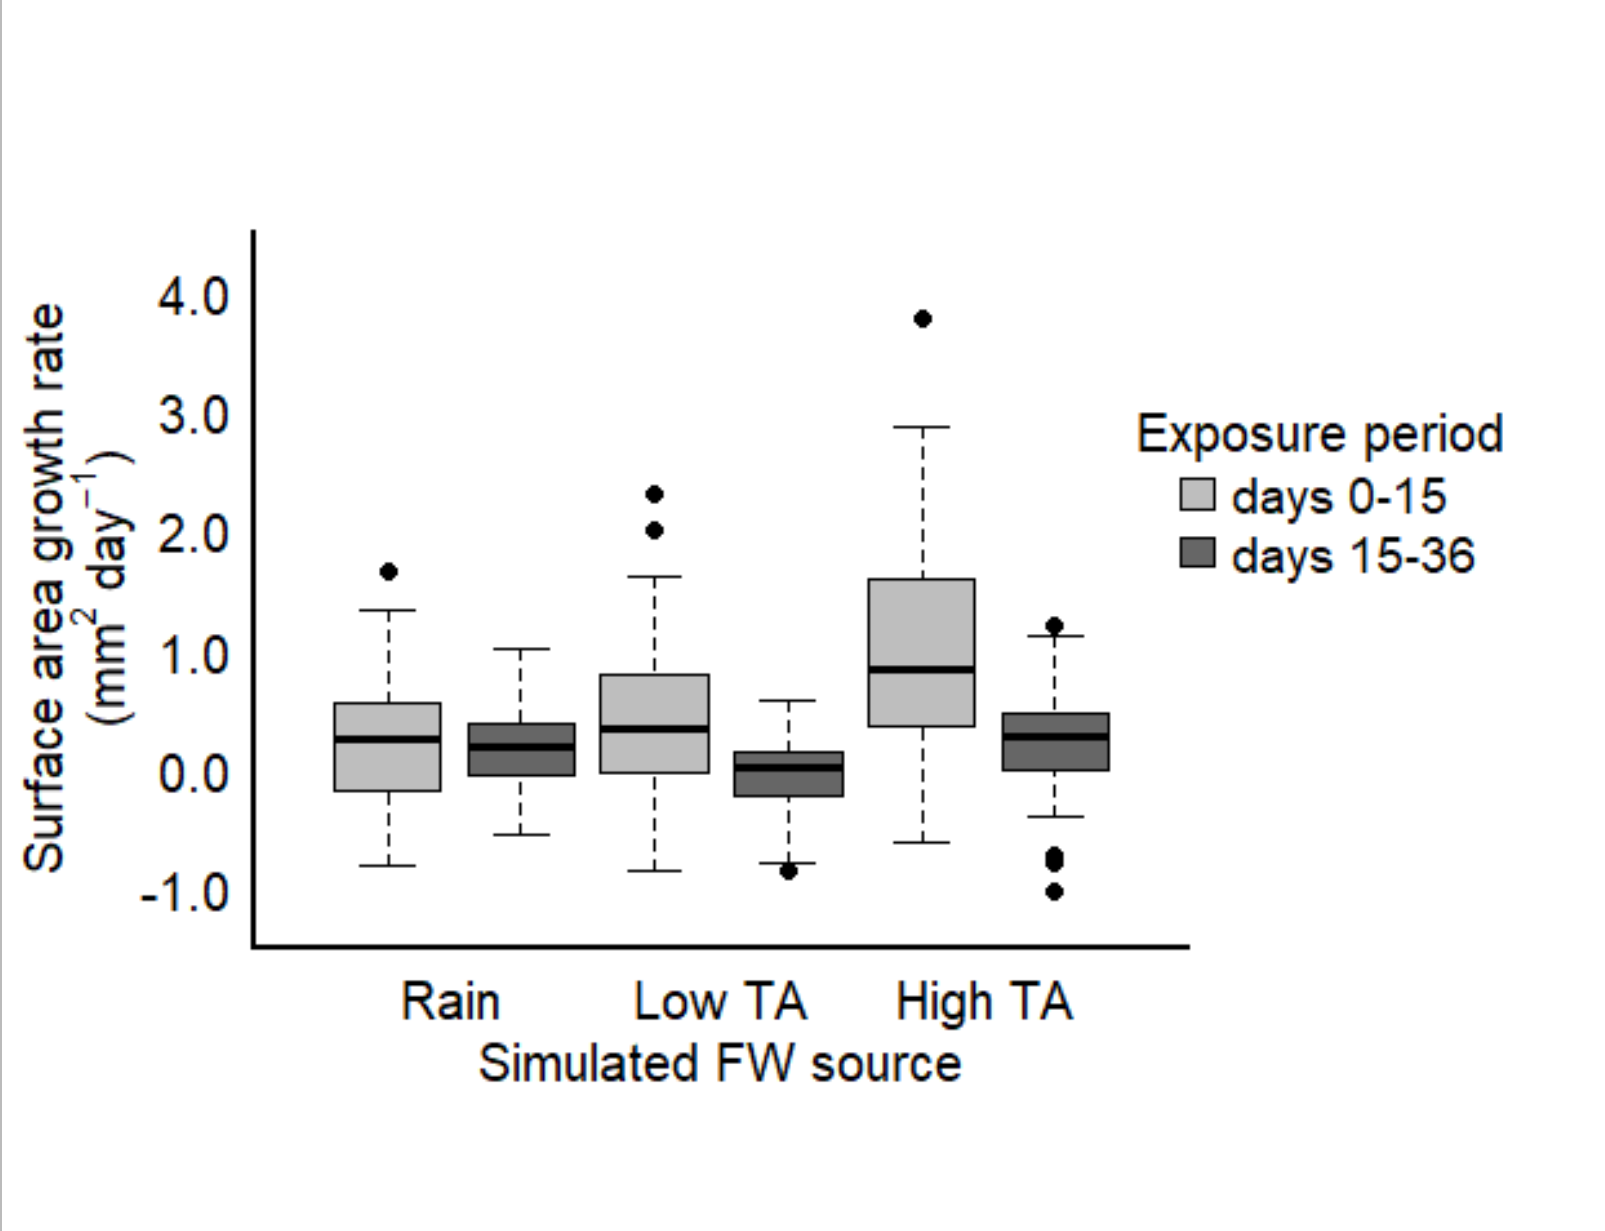 Surface area growth rate
(mm² day⁻¹)
4.0
3.0
2.0
1.0
0.0
-1.0
Rain Low TA High TA
Simulated FW source
Exposure period
days 0-15
days 15-36